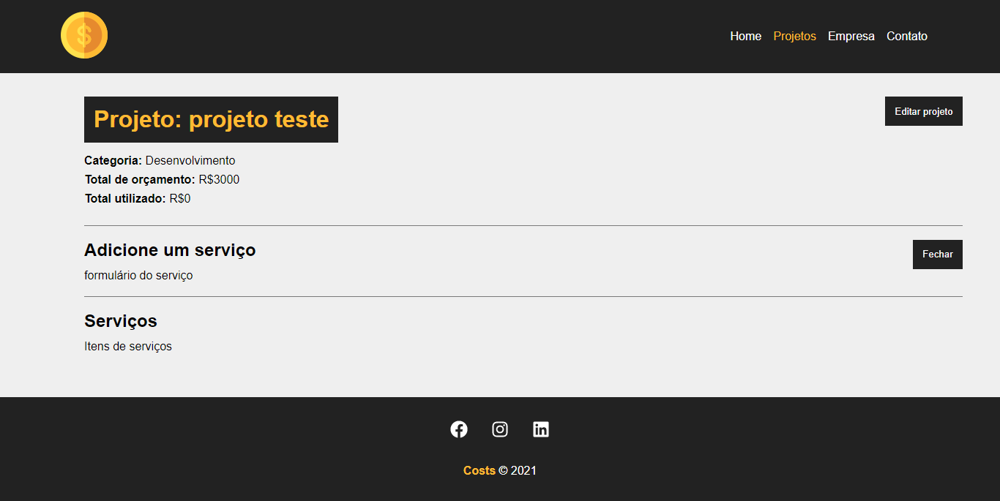 $
Home Projetos Empresa Contato
Projeto: projeto teste
Editar projeto
Categoria: Desenvolvimento
Total de orçamento: R$3000
Total utilizado: R$0
Adicione um serviço
Fechar
formulário do serviço
Serviços
Itens de serviços
Costs © 2021